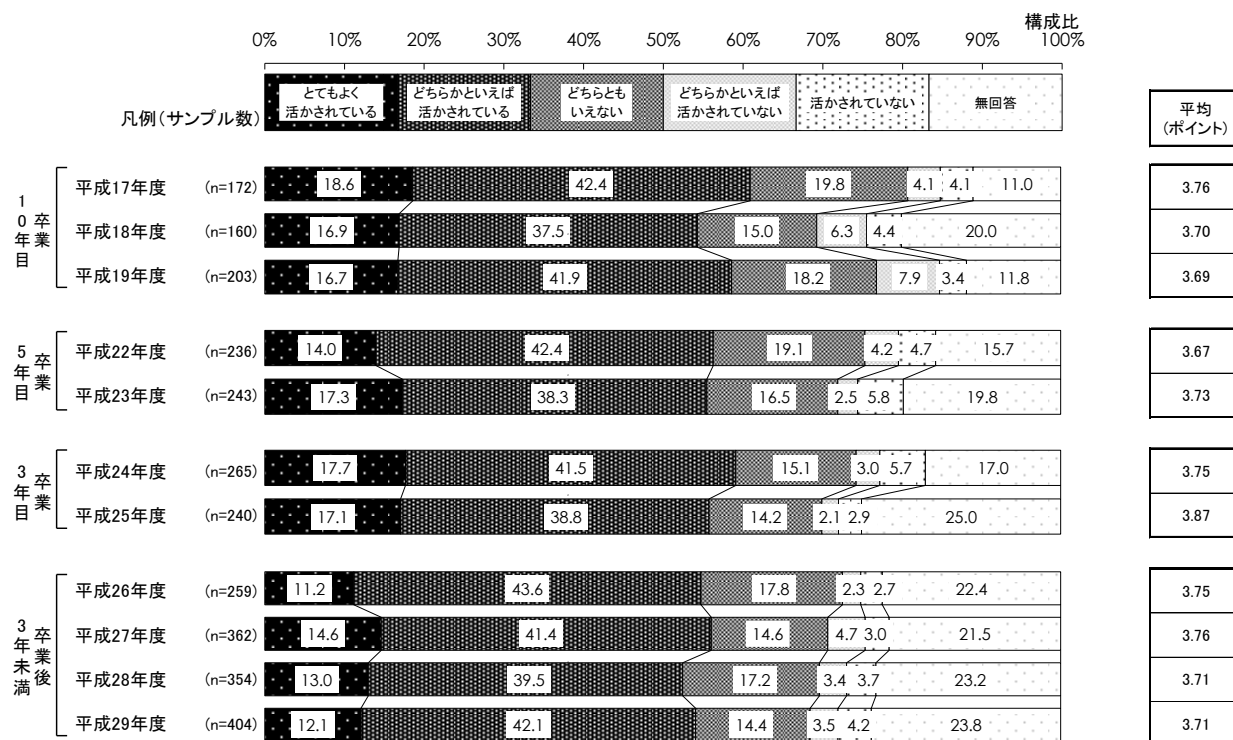 構成比
0% 10% 20% 30% 40% 50% 60% 70% 80% 90% 100%
凡例(サンプル数)
とてもよく
活かされている
どちらかといえば
活かされている
どちらとも
いえない
どちらかといえば
活かされていない
活かされていない
無回答
平均
(ポイント)
卒業
10年目
平成17年度 (n=172) 18.6 42.4 19.8 4.1 4.1 11.0 3.76
平成18年度 (n=160) 16.9 37.5 15.0 6.3 4.4 20.0 3.70
平成19年度 (n=203) 16.7 41.9 18.2 7.9 3.4 11.8 3.69
卒業
5年目
平成22年度 (n=236) 14.0 42.4 19.1 4.2 4.7 15.7 3.67
平成23年度 (n=243) 17.3 38.3 16.5 2.5 5.8 19.8 3.73
卒業
3年目
平成24年度 (n=265) 17.7 41.5 15.1 3.0 5.7 17.0 3.75
平成25年度 (n=240) 17.1 38.8 14.2 2.1 2.9 25.0 3.87
卒業後
3年未満
平成26年度 (n=259) 11.2 43.6 17.8 2.3 2.7 22.4 3.75
平成27年度 (n=362) 14.6 41.4 14.6 4.7 3.0 21.5 3.76
平成28年度 (n=354) 13.0 39.5 17.2 3.4 3.7 23.2 3.71
平成29年度 (n=404) 12.1 42.1 14.4 3.5 4.2 23.8 3.71